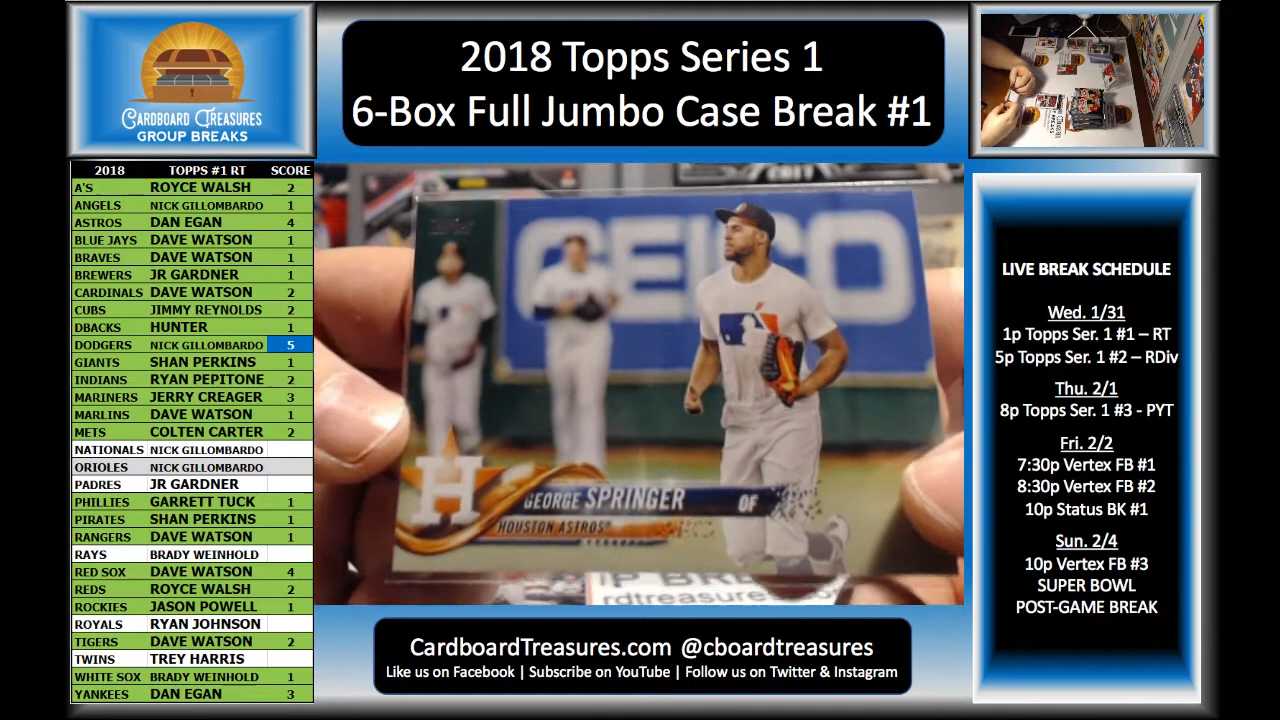 CARDBOARD TREASURES
GROUP BREAKS
2018 Topps Series 1
6-Box Full Jumbo Case Break #1
2018 TOPPS #1 RT SCORE
A'S ROYCE WALSH 2
ANGELS NICK GILLOMBARDO 1
ASTROS DAN EGAN 4
BLUE JAYS DAVE WATSON 1
BRAVES DAVE WATSON 1
BREWERS JR GARDNER 1
CARDINALS DAVE WATSON 2
CUBS JIMMY REYNOLDS 2
DBACKS HUNTER 1
DODGERS NICK GILLOMBARDO 5
GIANTS SHAN PERKINS 1
INDIANS RYAN PEPITONE 2
MARINERS JERRY CREAGER 3
MARLINS DAVE WATSON 1
METS COLTEN CARTER 2
NATIONALS NICK GILLOMBARDO
ORIOLES NICK GILLOMBARDO
PADRES JR GARDNER
PHILLIES GARRETT TUCK 1
PIRATES SHAN PERKINS 1
RANGERS DAVE WATSON 1
RAYS BRADY WEINHOLD
RED SOX DAVE WATSON 4
REDS ROYCE WALSH 2
ROCKIES JASON POWELL 1
ROYALS RYAN JOHNSON
TIGERS DAVE WATSON 2
TWINS TREY HARRIS
WHITE SOX BRADY WEINHOLD 1
YANKEES DAN EGAN 3
Topps
GEICO
H
GEORGE SPRINGER OF
HOUSTON ASTROS
rdtreasures
CardboardTreasures.com @cboardtreasures
Like us on Facebook | Subscribe on YouTube | Follow us on Twitter & Instagram
LIVE BREAK SCHEDULE
Wed. 1/31
1p Topps Ser. 1 #1 – RT
5p Topps Ser. 1 #2 – RDiv
Thu. 2/1
8p Topps Ser. 1 #3 - PYT
Fri. 2/2
7:30p Vertex FB #1
8:30p Vertex FB #2
10p Status BK #1
Sun. 2/4
10p Vertex FB #3
SUPER BOWL
POST-GAME BREAK